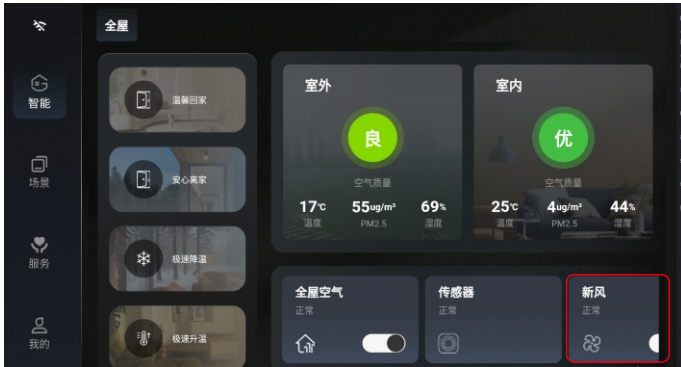 全屋
智能
场景
服务
我的
温馨回家
安心离家
极速降温
极速升温
室外
良
空气质量
17℃ 55ug/m³ 69%
温度 PM2.5 湿度
室内
优
空气质量
25℃ 4ug/m³ 44%
温度 PM2.5 湿度
全屋空气
正常
传感器
正常
新风
正常